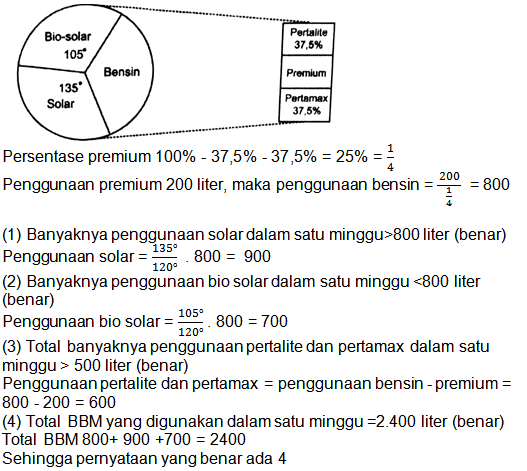 Bio-solar
105°
Bensin
135°
Solar
Pertalite
37,5%
Premium
Pertamax
37,5%
Persentase premium 100% - 37,5% - 37,5% = 25% = 1/4
Penggunaan premium 200 liter, maka penggunaan bensin = 200/(1/4) = 800
(1) Banyaknya penggunaan solar dalam satu minggu>800 liter (benar)
Penggunaan solar = 135°/120° . 800 = 900
(2) Banyaknya penggunaan bio solar dalam satu minggu <800 liter
(benar)
Penggunaan bio solar = 105°/120° . 800 = 700
(3) Total banyaknya penggunaan pertalite dan pertamax dalam satu
minggu > 500 liter (benar)
Penggunaan pertalite dan pertamax = penggunaan bensin - premium =
800 - 200 = 600
(4) Total BBM yang digunakan dalam satu minggu =2.400 liter (benar)
Total BBM 800+ 900 +700 = 2400
Sehingga pernyataan yang benar ada 4